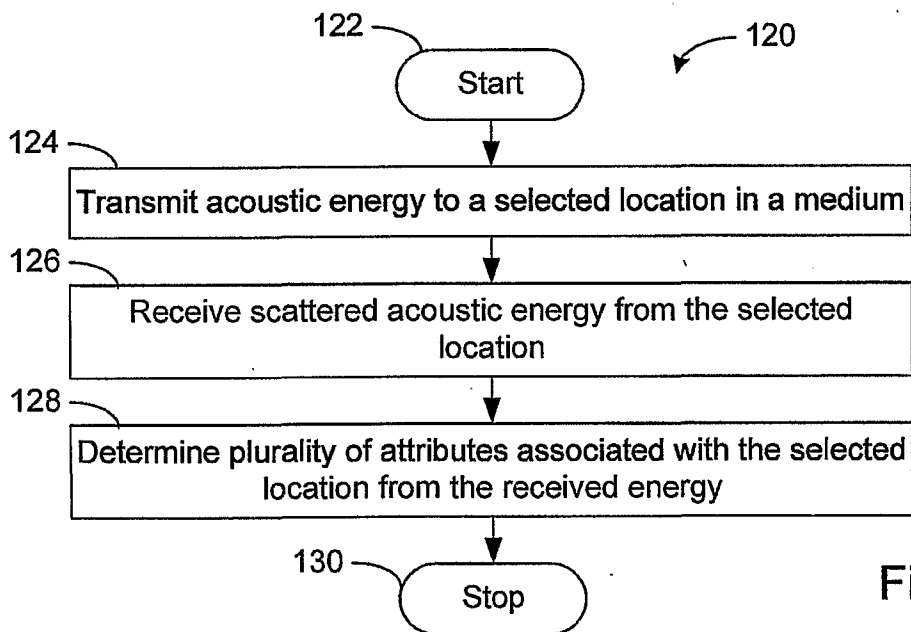 122
120
Start
124
Transmit acoustic energy to a selected location in a medium
126
Receive scattered acoustic energy from the selected
location
128
Determine plurality of attributes associated with the selected
location from the received energy
130
Stop